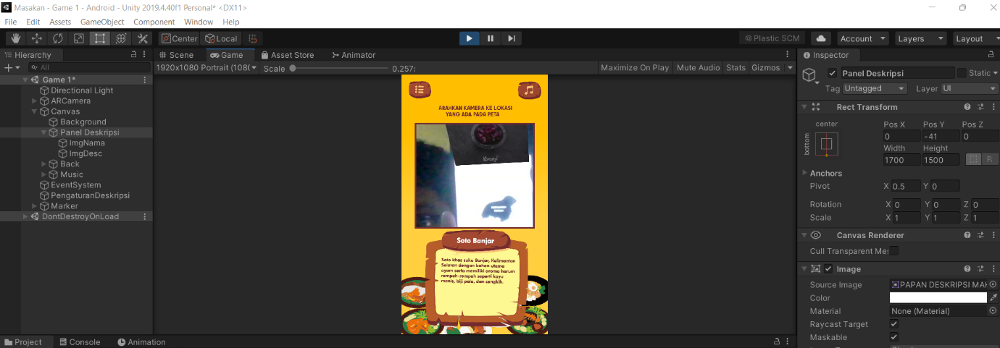 Masakan - Game 1 - Android - Unity 2019.4.40f1 Personal* <DX11>
File Edit Assets GameObject Component Window Help
Center Local Plastic SCM Account Layers Layout
Hierarchy
Scene Game Asset Store Animator
Inspector
All
1920x1080 Portrait (108( Scale 0.257: Maximize On Play Mute Audio Stats Gizmos
Game 1*
Directional Light
ARCamera
Canvas
Background
Panel Deskripsi
ImgNama
ImgDesc
Back
Music
EventSystem
PengaturanDeskripsi
Marker
DontDestroyOnLoad
ARAHKAN KAMERA KE LOKASI
YANG ADA PADA PETA
Soto Banjar
Soto khas suku Banjar, Kalimantan
Selatan dengan bahan utama
ayam serta memiliki aroma harum
rempah-rempah seperti kayu
manis, biji pala, dan cengkih.
Panel Deskripsi Static
Tag Untagged Layer UI
Rect Transform
center Pos X Pos Y Pos Z
bottom 0 -41 0
Width Height
1700 1500 R
Anchors
Pivot X 0.5 Y 0
Rotation X 0 Y 0 Z 0
Scale X 1 Y 1 Z 1
Canvas Renderer
Cull Transparent Mes
Image
Source Image PAPAN DESKRIPSI MAK
Color
Material None (Material)
Raycast Target
Maskable
Project Console Animation